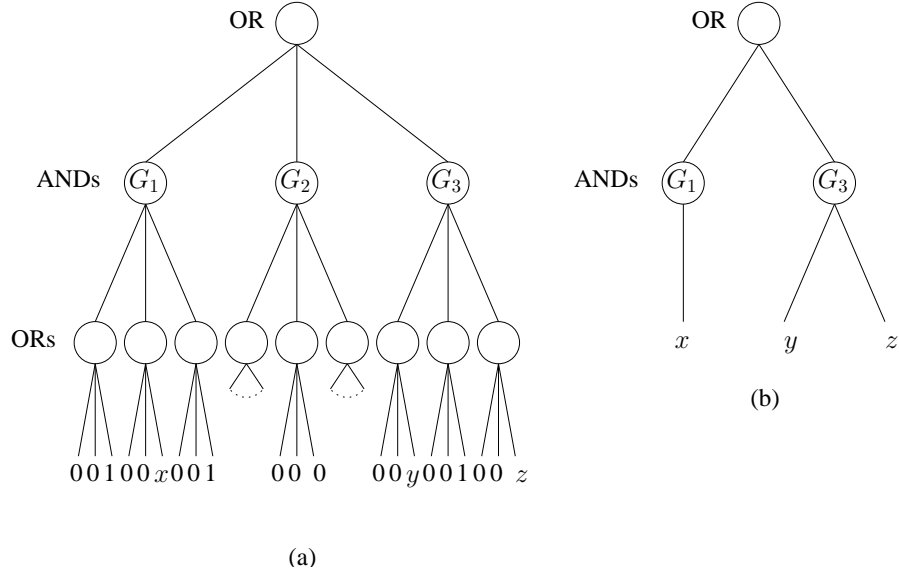 OR
OR
ANDs G₁ G₂ G₃
ANDs G₁ G₃
ORs
x y z
0 0 1 0 0 x 0 0 1 0 0 0 0 0 y 0 0 1 0 0 z
(b)
(a)